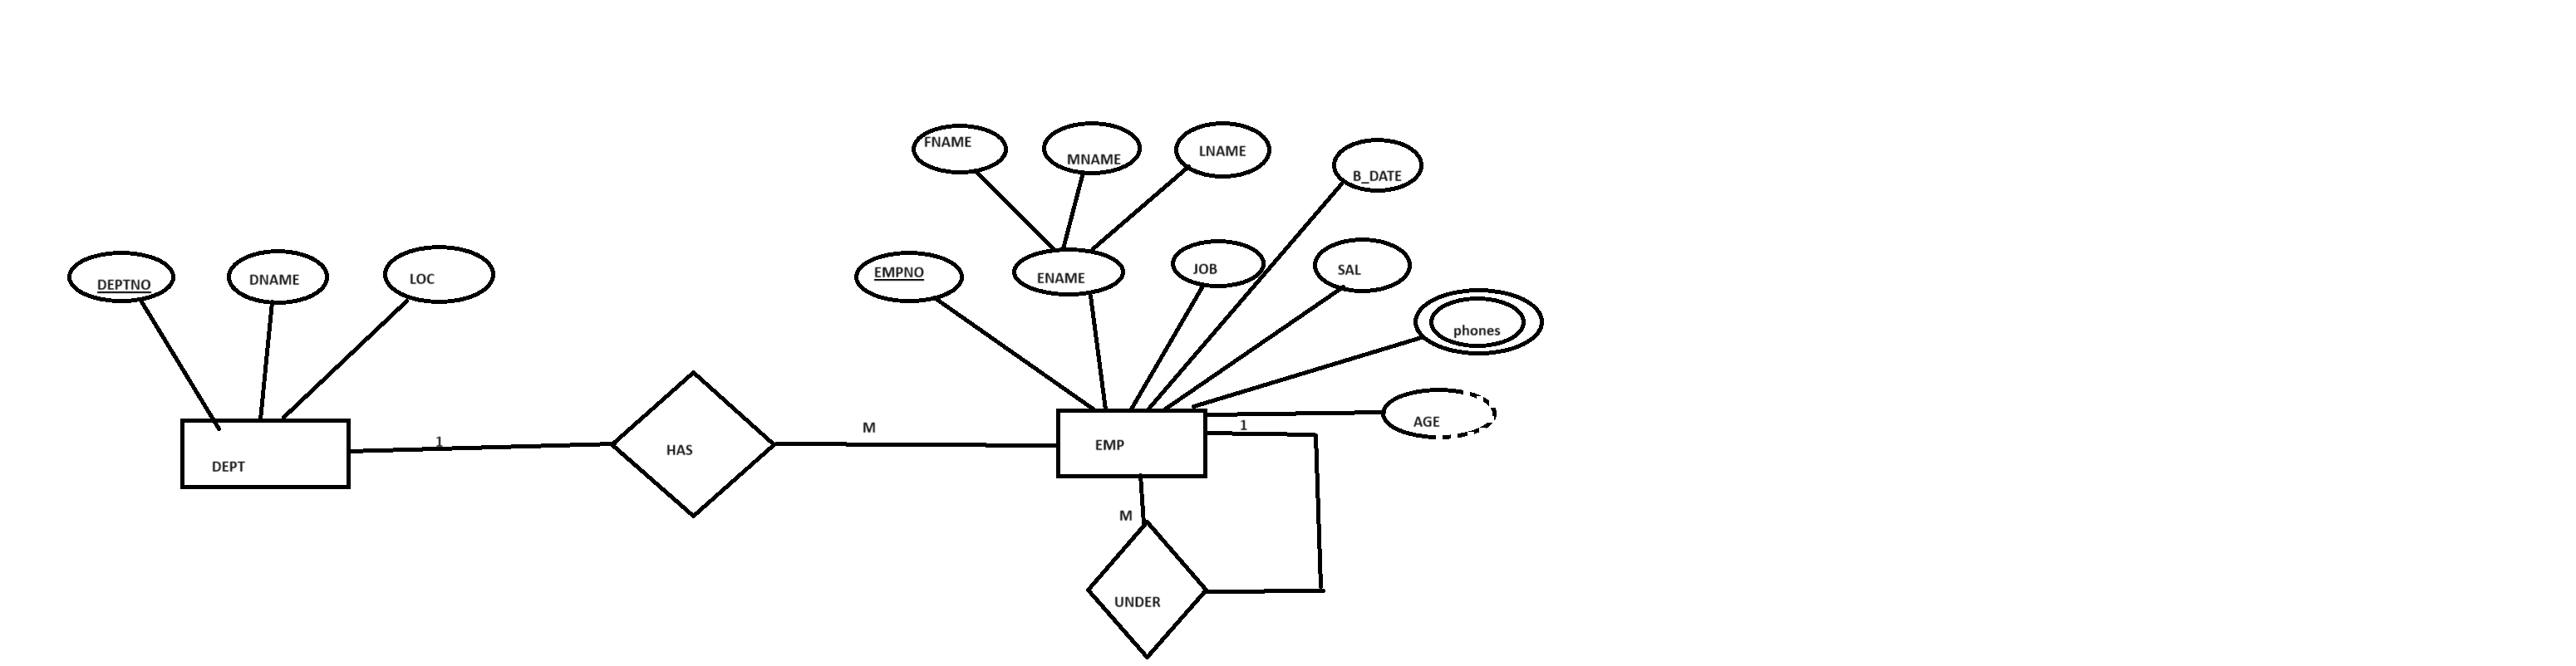 FNAME
MNAME
LNAME
B_DATE
DEPTNO
DNAME
LOC
EMPNO
ENAME
JOB
SAL
phones
AGE
1
M
1
DEPT
HAS
EMP
M
UNDER